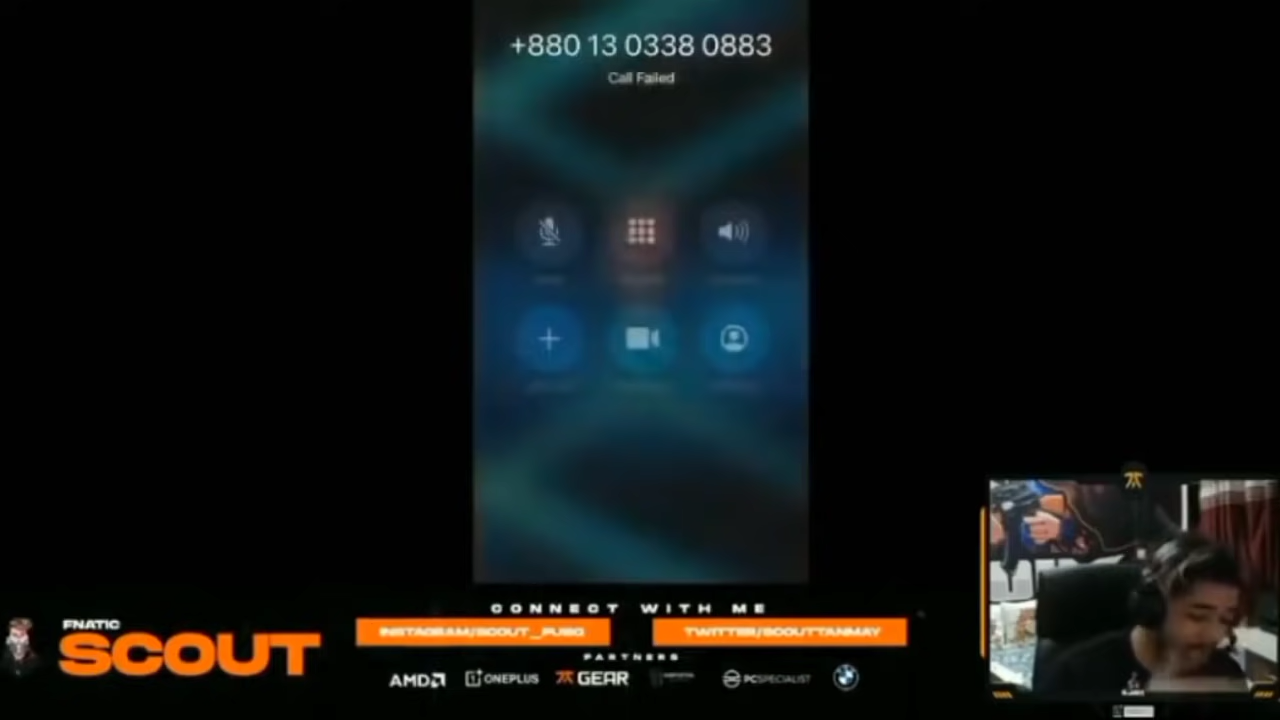 +880 13 0338 0883
Call Failed
CONNECT WITH ME
FNATIC
SCOUT
INSTAGRAM/SCOUT_PUBG
TWITTER/SCOUTTANMAY
PARTNERS
AMD
ONEPLUS
GEAR
PCSPECIALIST
BMW